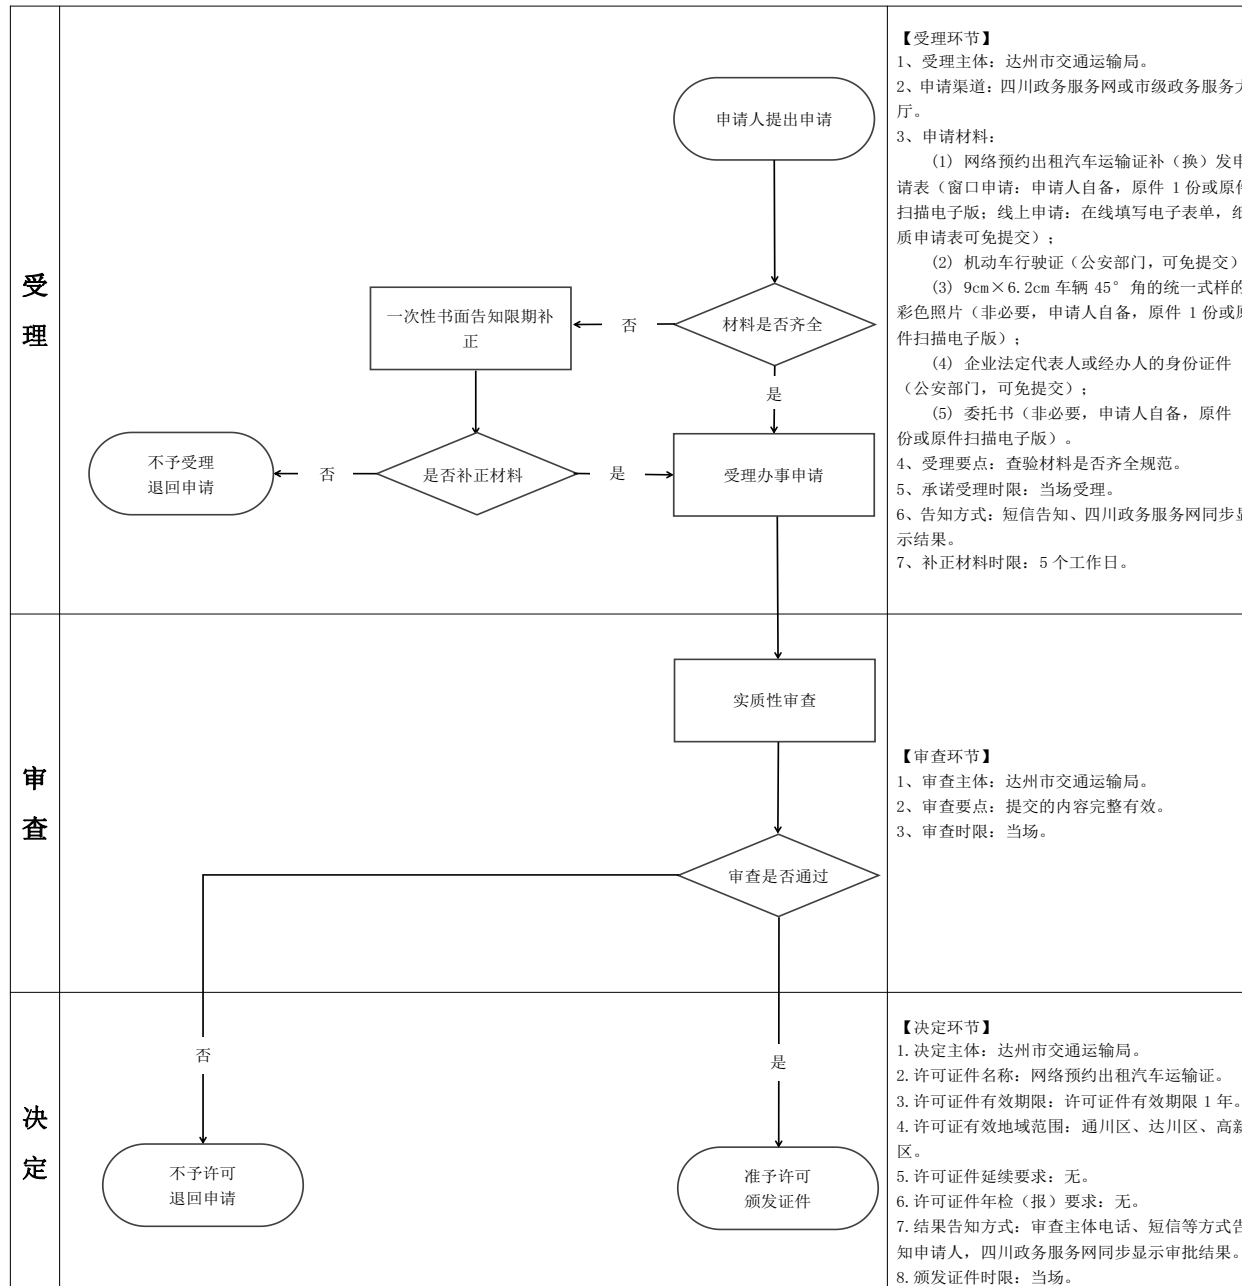 受
理
申请人提出申请
材料是否齐全
否
一次性书面告知限期补
正
是
是否补正材料
否
不予受理
退回申请
是
受理办事申请
【受理环节】
1、受理主体：达州市交通运输局。
2、申请渠道：四川政务服务网或市级政务服务大
厅。
3、申请材料：
(1) 网络预约出租汽车运输证补（换）发申
请表（窗口申请：申请人自备，原件 1 份或原件
扫描电子版；线上申请：在线填写电子表单，纸
质申请表可免提交）；
(2) 机动车行驶证（公安部门，可免提交）
(3) 9cm×6.2cm 车辆 45° 角的统一式样的
彩色照片（非必要，申请人自备，原件 1 份或原
件扫描电子版）；
(4) 企业法定代表人或经办人的身份证件
（公安部门，可免提交）；
(5) 委托书（非必要，申请人自备，原件
份或原件扫描电子版）。
4、受理要点：查验材料是否齐全规范。
5、承诺受理时限：当场受理。
6、告知方式：短信告知、四川政务服务网同步显
示结果。
7、补正材料时限：5 个工作日。
审
查
实质性审查
审查是否通过
【审查环节】
1、审查主体：达州市交通运输局。
2、审查要点：提交的内容完整有效。
3、审查时限：当场。
决
定
否
不予许可
退回申请
是
准予许可
颁发证件
【决定环节】
1.决定主体：达州市交通运输局。
2.许可证件名称：网络预约出租汽车运输证。
3.许可证件有效期限：许可证件有效期限 1 年。
4.许可证有效地域范围：通川区、达川区、高新
区。
5.许可证件延续要求：无。
6.许可证件年检（报）要求：无。
7.结果告知方式：审查主体电话、短信等方式告
知申请人，四川政务服务网同步显示审批结果。
8.颁发证件时限：当场。